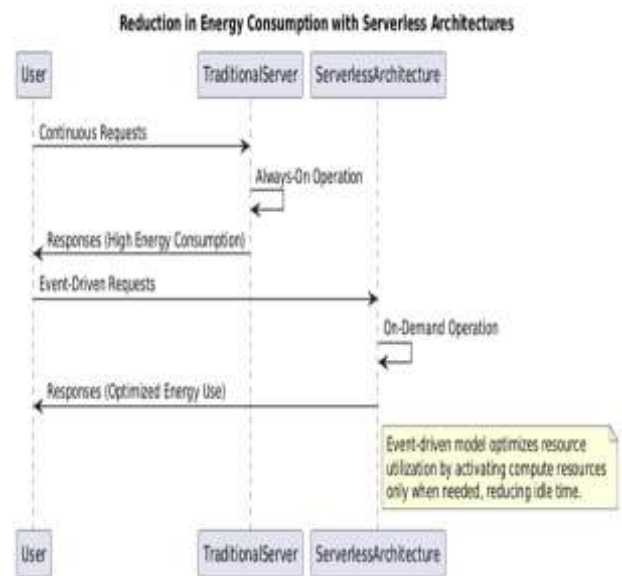 Reduction in Energy Consumption with Serverless Architectures
User
TraditionalServer
ServerlessArchitecture
Continuous Requests
Always-On Operation
Responses (High Energy Consumption)
Event-Driven Requests
On-Demand Operation
Responses (Optimized Energy Use)
Event-driven model optimizes resource
utilization by activating compute resources
only when needed, reducing idle time.
User
TraditionalServer
ServerlessArchitecture